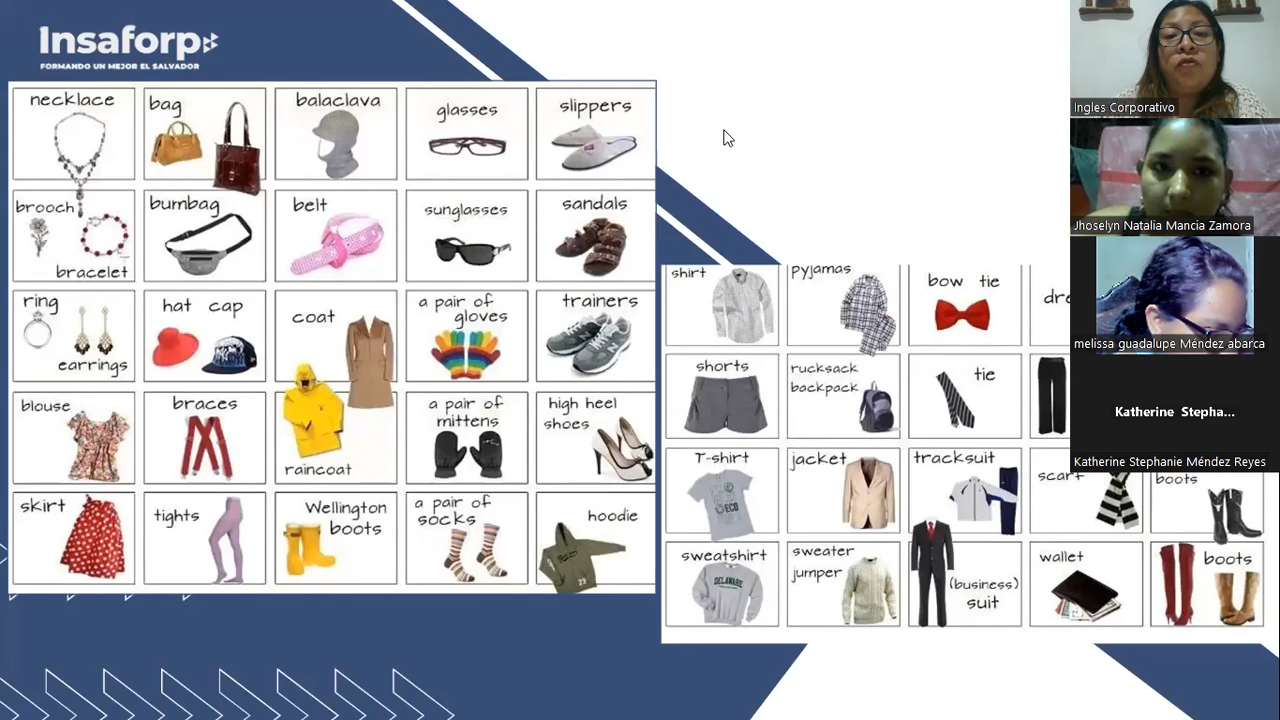 Insaforp
FORMANDO UN MEJOR EL SALVADOR
necklace
bag
balaclava
glasses
slippers
brooch
bracelet
bumbag
belt
sunglasses
sandals
ring
earrings
hat cap
coat
a pair of
gloves
trainers
blouse
braces
raincoat
a pair of
mittens
high heel
shoes
skirt
tights
Wellington
boots
a pair of
socks
hoodie
23
shirt
pyjamas
bow tie
shorts
rucksack
backpack
tie
T-shirt
ECO
jacket
tracksuit
scarf
boots
sweatshirt
DELAWARE
sweater
jumper
(business)
suit
wallet
boots
Ingles Corporativo
Jhoselyn Natalia Mancia Zamora
melissa guadalupe Méndez abarca
Katherine Stepha...
Katherine Stephanie Méndez Reyes